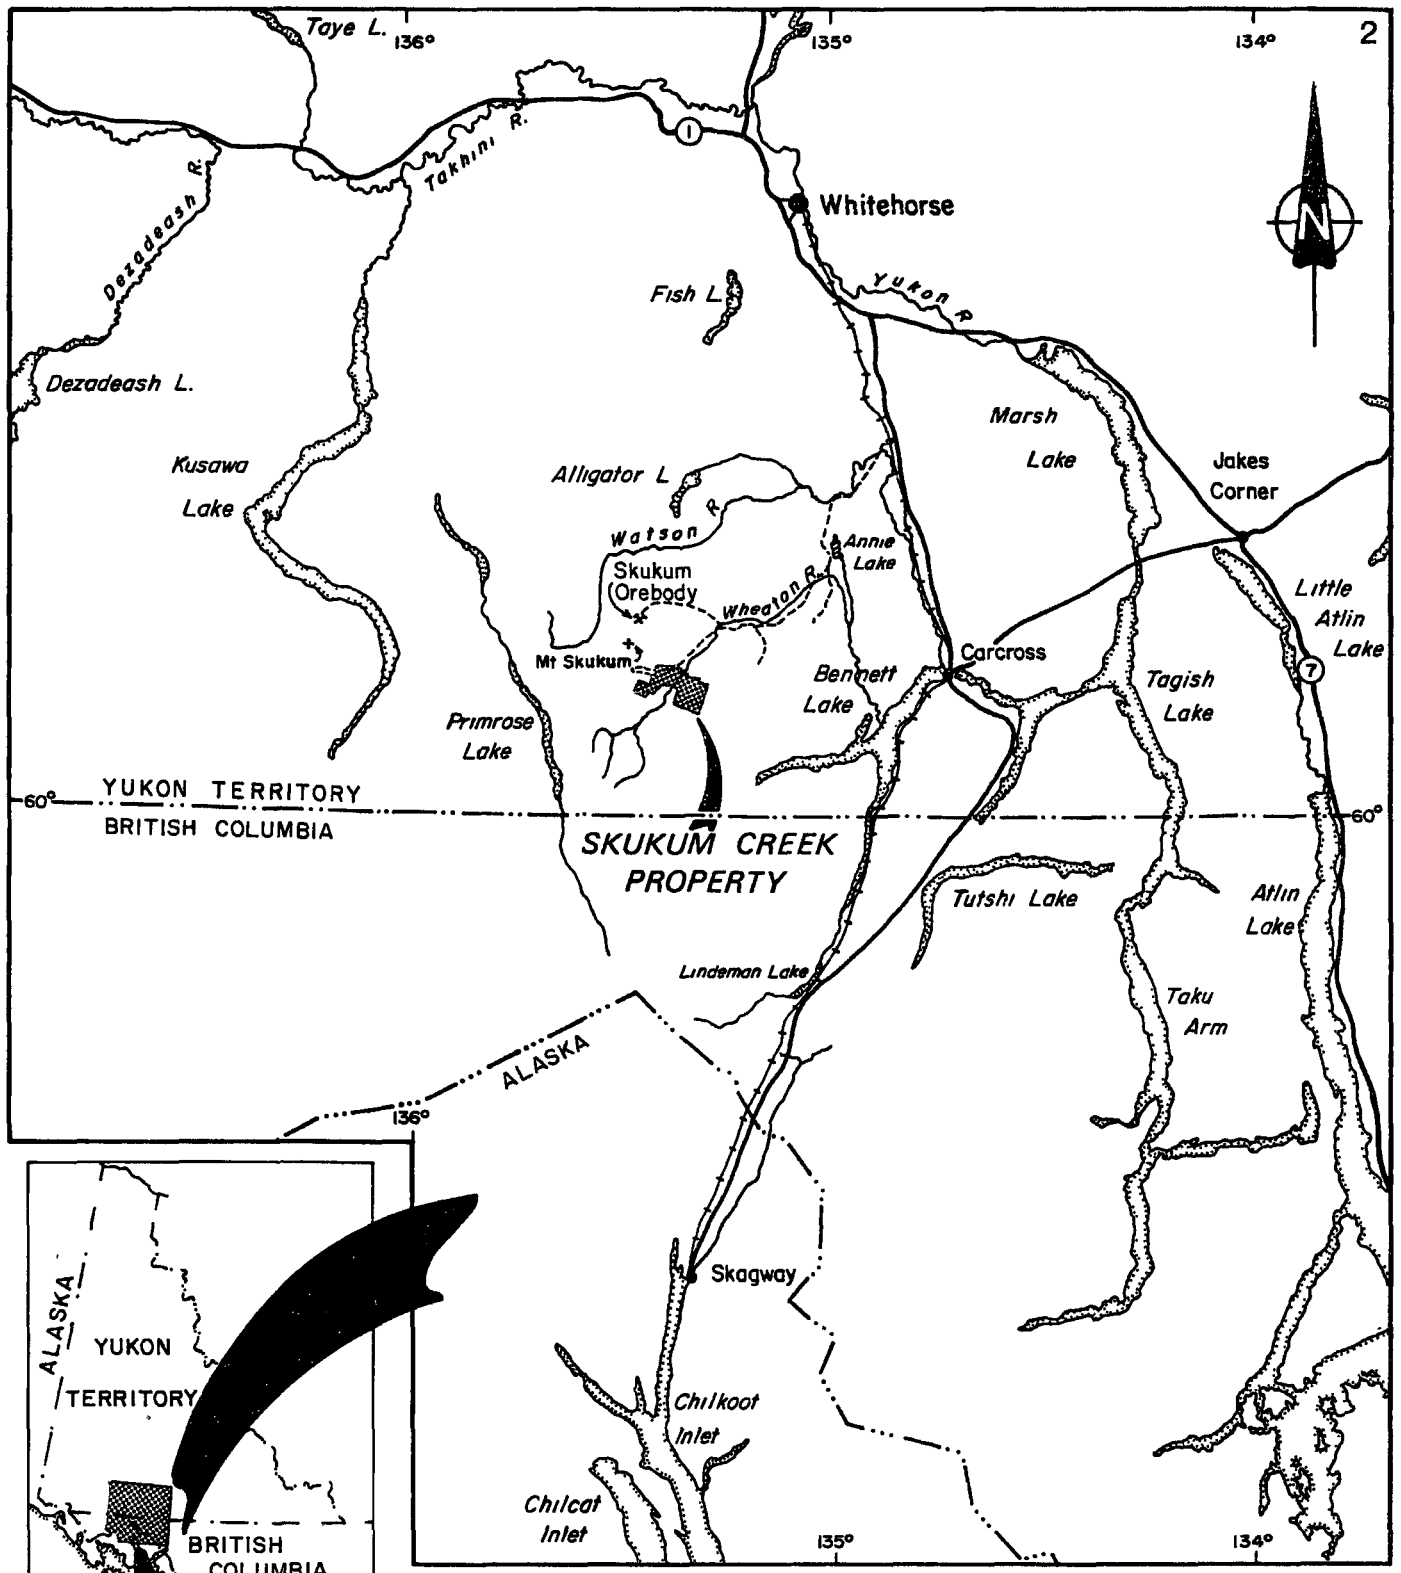 2
Taye L.
136°
135°
134°
1
Takhini R.
Dezadeash R.
Whitehorse
N
Fish L.
Yukon R.
Dezadeash L.
Marsh
Lake
Kusawa
Lake
Alligator L
Jakes
Corner
Watson R.
Annie
Lake
Skukum
Orebody
Wheaton R.
Little
Atlin
Lake
Mt Skukum
Carcross
7
Bennett
Lake
Tagish
Lake
Primrose
Lake
60°
YUKON TERRITORY
BRITISH COLUMBIA
60°
SKUKUM CREEK
PROPERTY
Tutshi Lake
Atlin
Lake
Lindeman Lake
Taku
Arm
ALASKA
136°
Skagway
ALASKA
YUKON
TERRITORY
Chilkoot
Inlet
Chilcat
Inlet
135°
134°
BRITISH
COLUMBIA